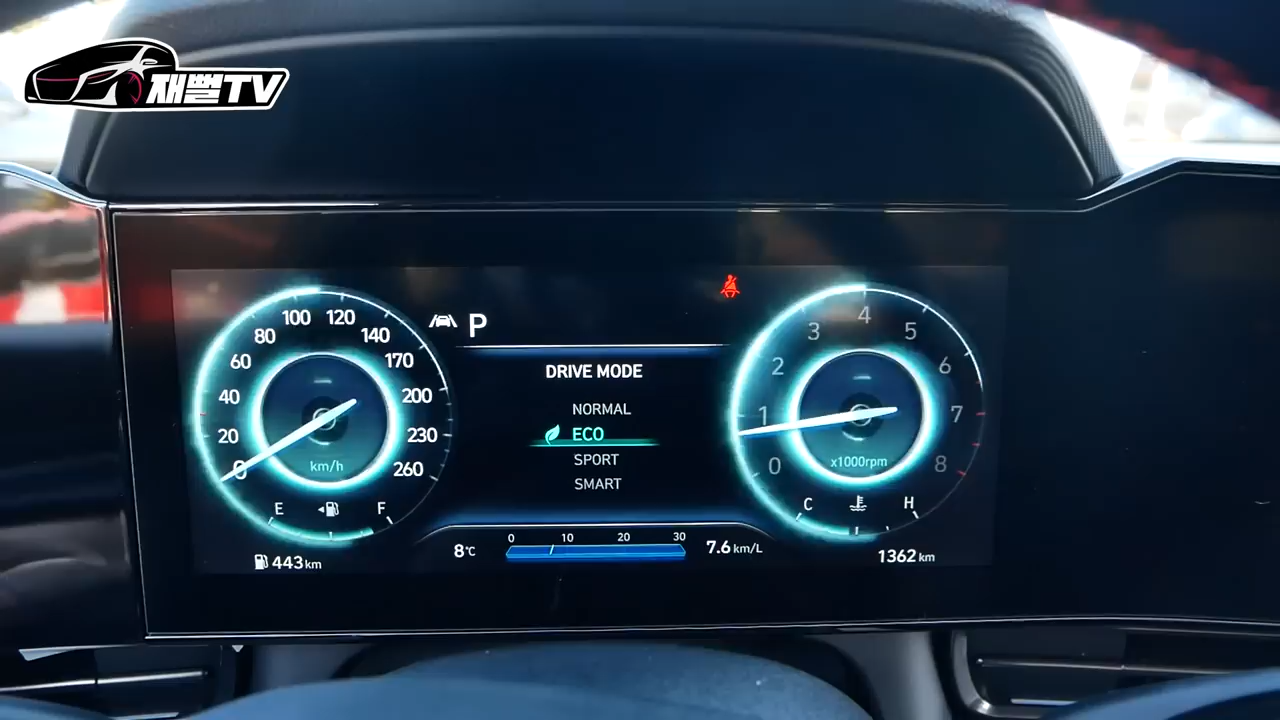 재뻘TV
P
DRIVE MODE
NORMAL
ECO
SPORT
SMART
0
20
40
60
80
100
120
140
170
200
230
260
km/h
E
F
443km
8℃
0 10 20 30
7.6 km/L
0
1
2
3
4
5
6
7
8
x1000rpm
C
H
1362 km